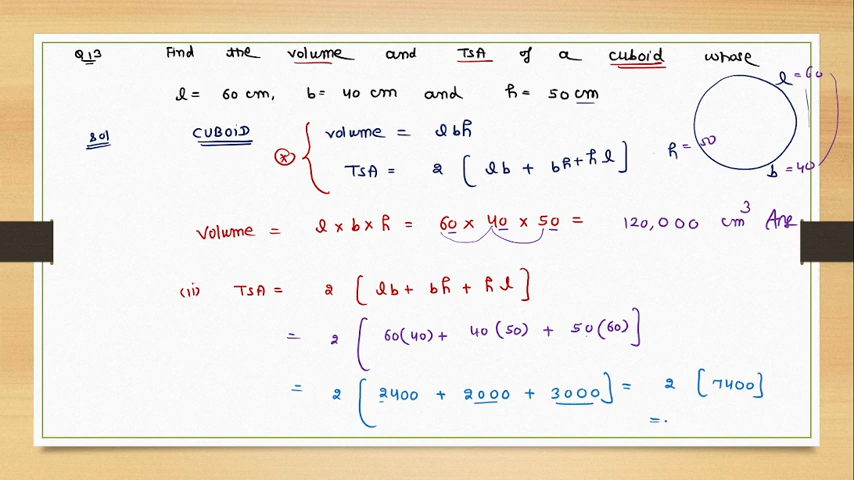 Q13 Find the volume and TSA of a cuboid whose
l = 60 cm, b = 40 cm and h = 50 cm
Sol CUBOID
volume = lbh
TSA = 2 [ lb + bh + hl ]
l = 60
h = 50
b = 40
Volume = l × b × h = 60 × 40 × 50 = 120,000 cm³ Ans
(ii) TSA = 2 [ lb + bh + hl ]
= 2 [ 60(40) + 40(50) + 50(60) ]
= 2 [ 2400 + 2000 + 3000 ] = 2 [ 7400 ]
=